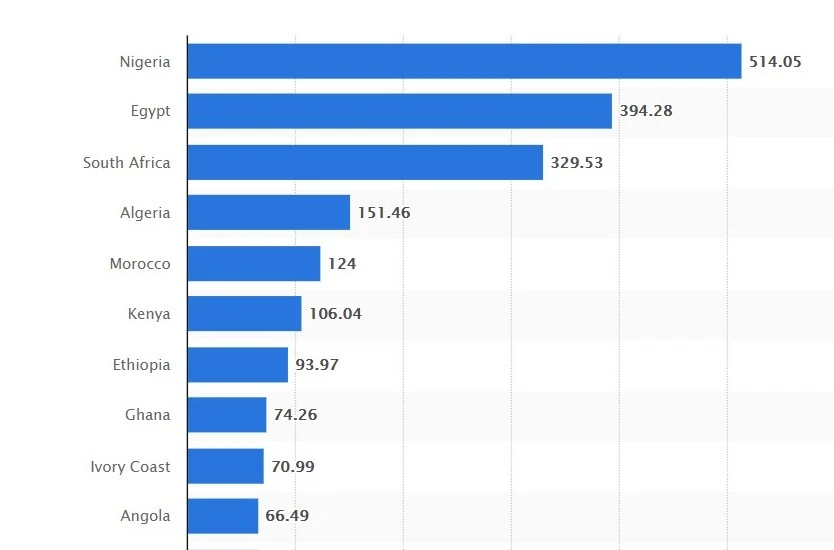 Nigeria 514.05
Egypt 394.28
South Africa 329.53
Algeria 151.46
Morocco 124
Kenya 106.04
Ethiopia 93.97
Ghana 74.26
Ivory Coast 70.99
Angola 66.49